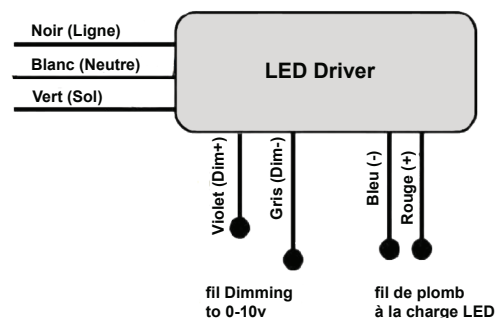 Noir (Ligne)
Blanc (Neutre)
Vert (Sol)
LED Driver
Violet (Dim+)
Gris (Dim-)
Bleu (-)
Rouge (+)
fil Dimming
to 0-10v
fil de plomb
à la charge LED